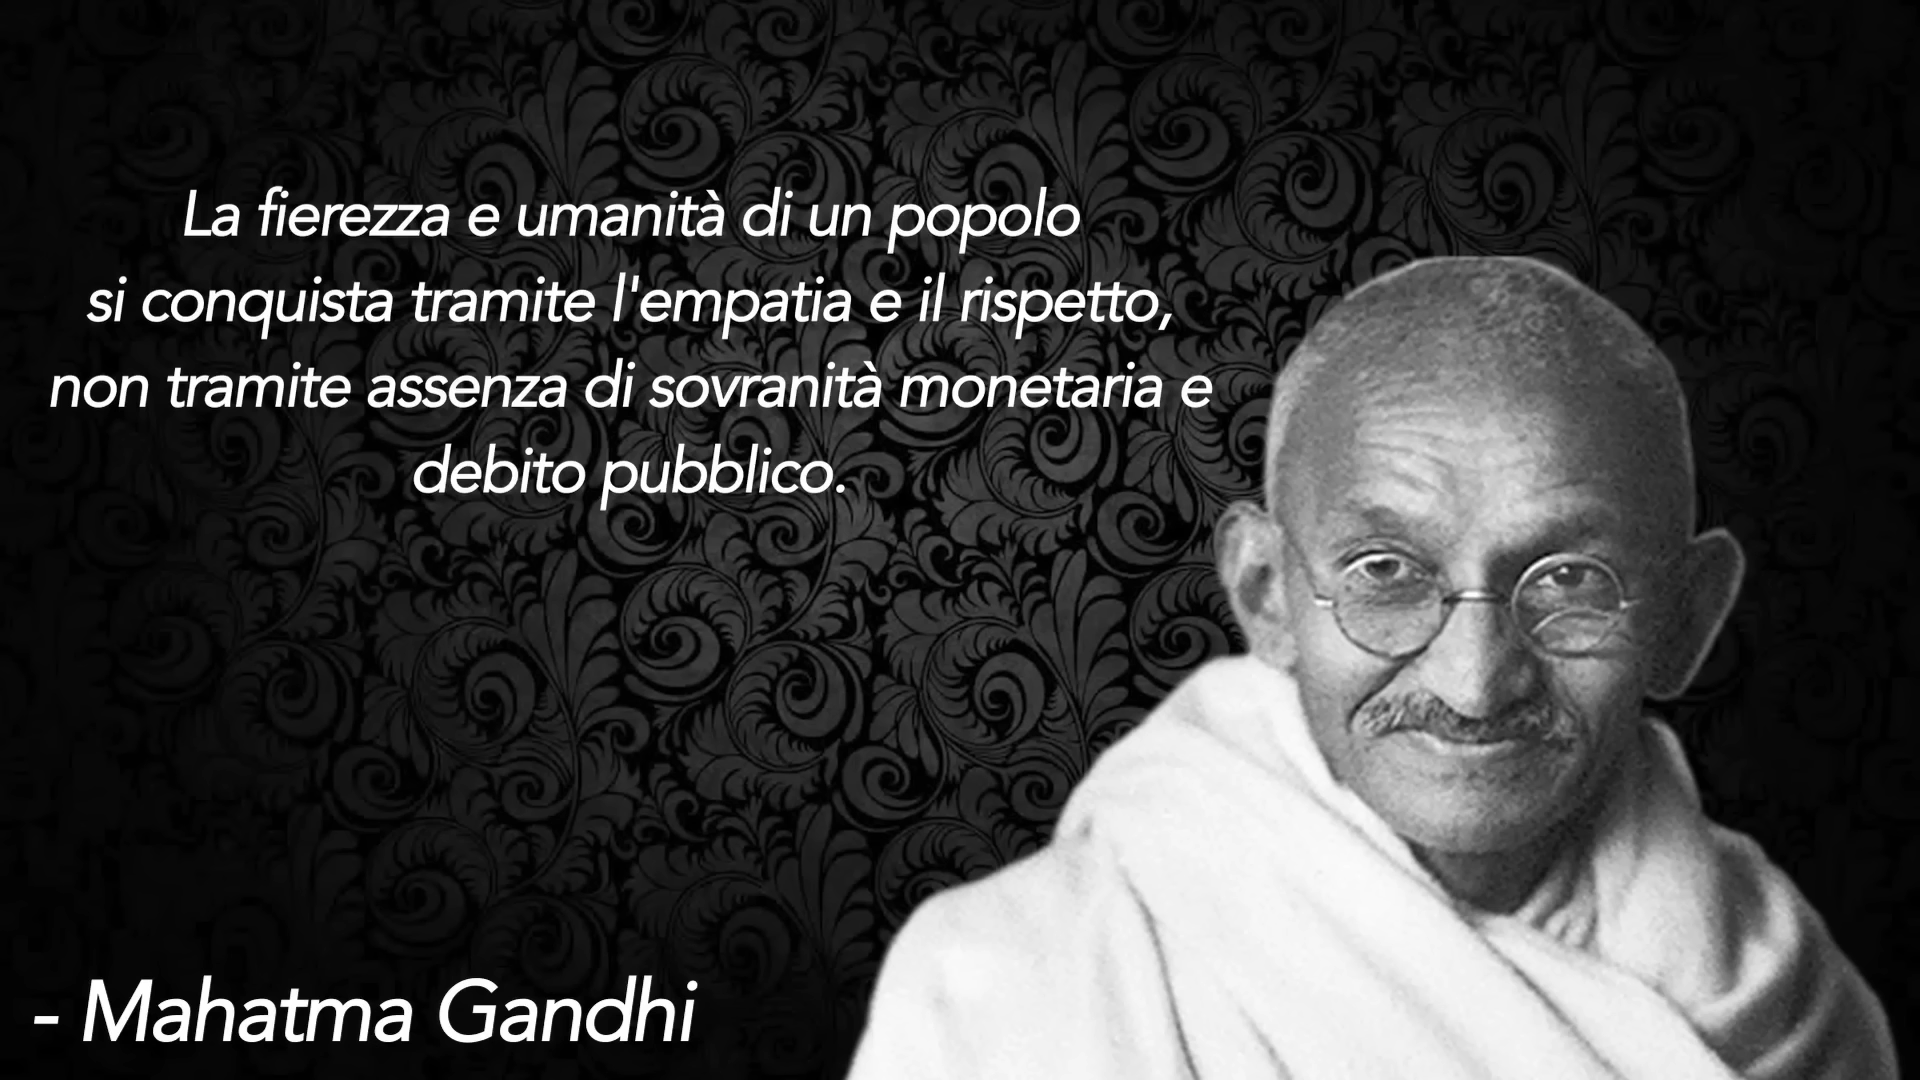 La fierezza e umanità di un popolo
si conquista tramite l'empatia e il rispetto,
non tramite assenza di sovranità monetaria e
debito pubblico.
- Mahatma Gandhi